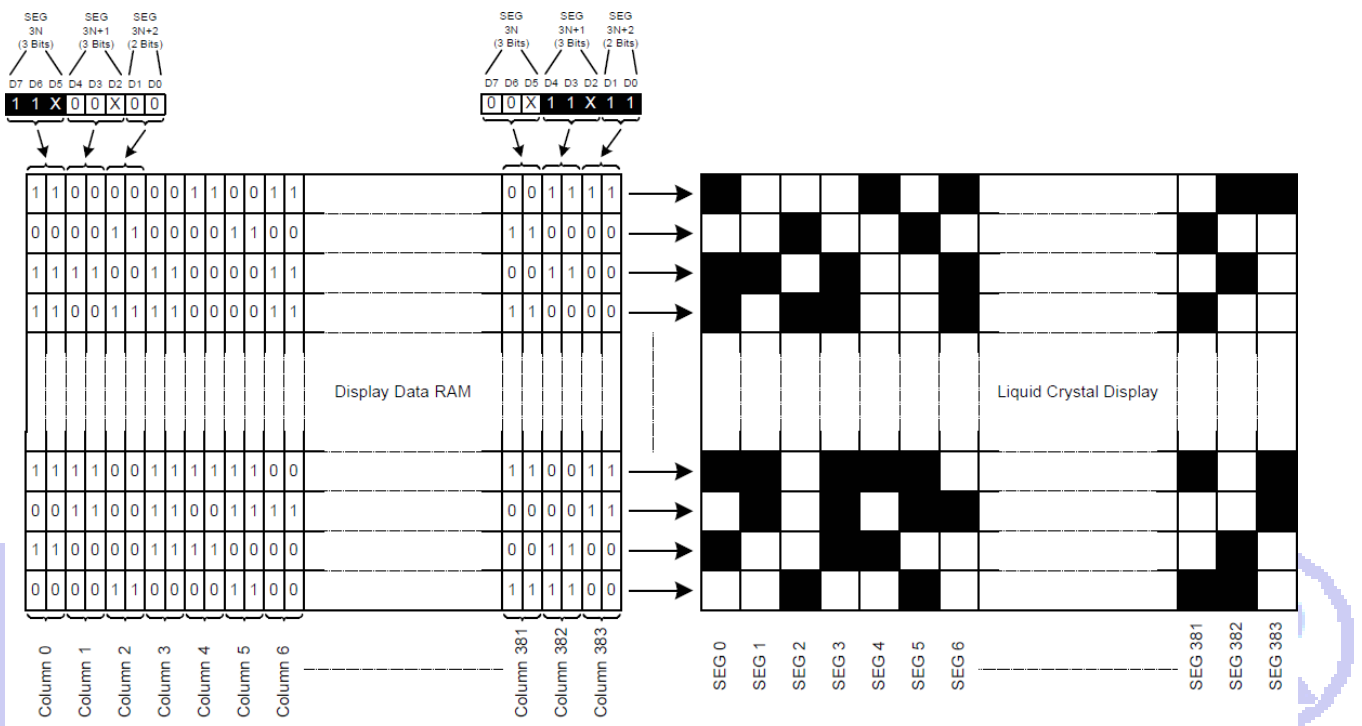 SEG SEG SEG SEG SEG SEG
3N 3N+1 3N+2 3N 3N+1 3N+2
(3 Bits) (3 Bits) (2 Bits) (3 Bits) (3 Bits) (2 Bits)
D7 D6 D5 D4 D3 D2 D1 D0 D7 D6 D5 D4 D3 D2 D1 D0
1 1 X 0 0 X 0 0 0 0 X 1 1 X 1 1
1 1 0 0 0 0 0 0 1 1 0 0 1 1 0 0 1 1 1 1
0 0 0 0 1 1 0 0 0 0 1 1 0 0 1 1 0 0 0 0
1 1 1 1 0 0 1 1 0 0 0 0 1 1 0 0 1 1 0 0
1 1 0 0 1 1 1 1 0 0 0 0 1 1 1 1 0 0 0 0
Display Data RAM
Liquid Crystal Display
1 1 1 1 0 0 1 1 1 1 1 1 0 0 1 1 0 0 1 1
0 0 1 1 0 0 1 1 0 0 1 1 1 1 0 0 0 0 1 1
1 1 0 0 0 0 1 1 1 1 0 0 0 0 0 0 1 1 0 0
0 0 0 0 1 1 0 0 0 0 1 1 0 0 1 1 1 1 0 0
Column 0
Column 1
Column 2
Column 3
Column 4
Column 5
Column 6
Column 381
Column 382
Column 383
SEG 0
SEG 1
SEG 2
SEG 3
SEG 4
SEG 5
SEG 6
SEG 381
SEG 382
SEG 383